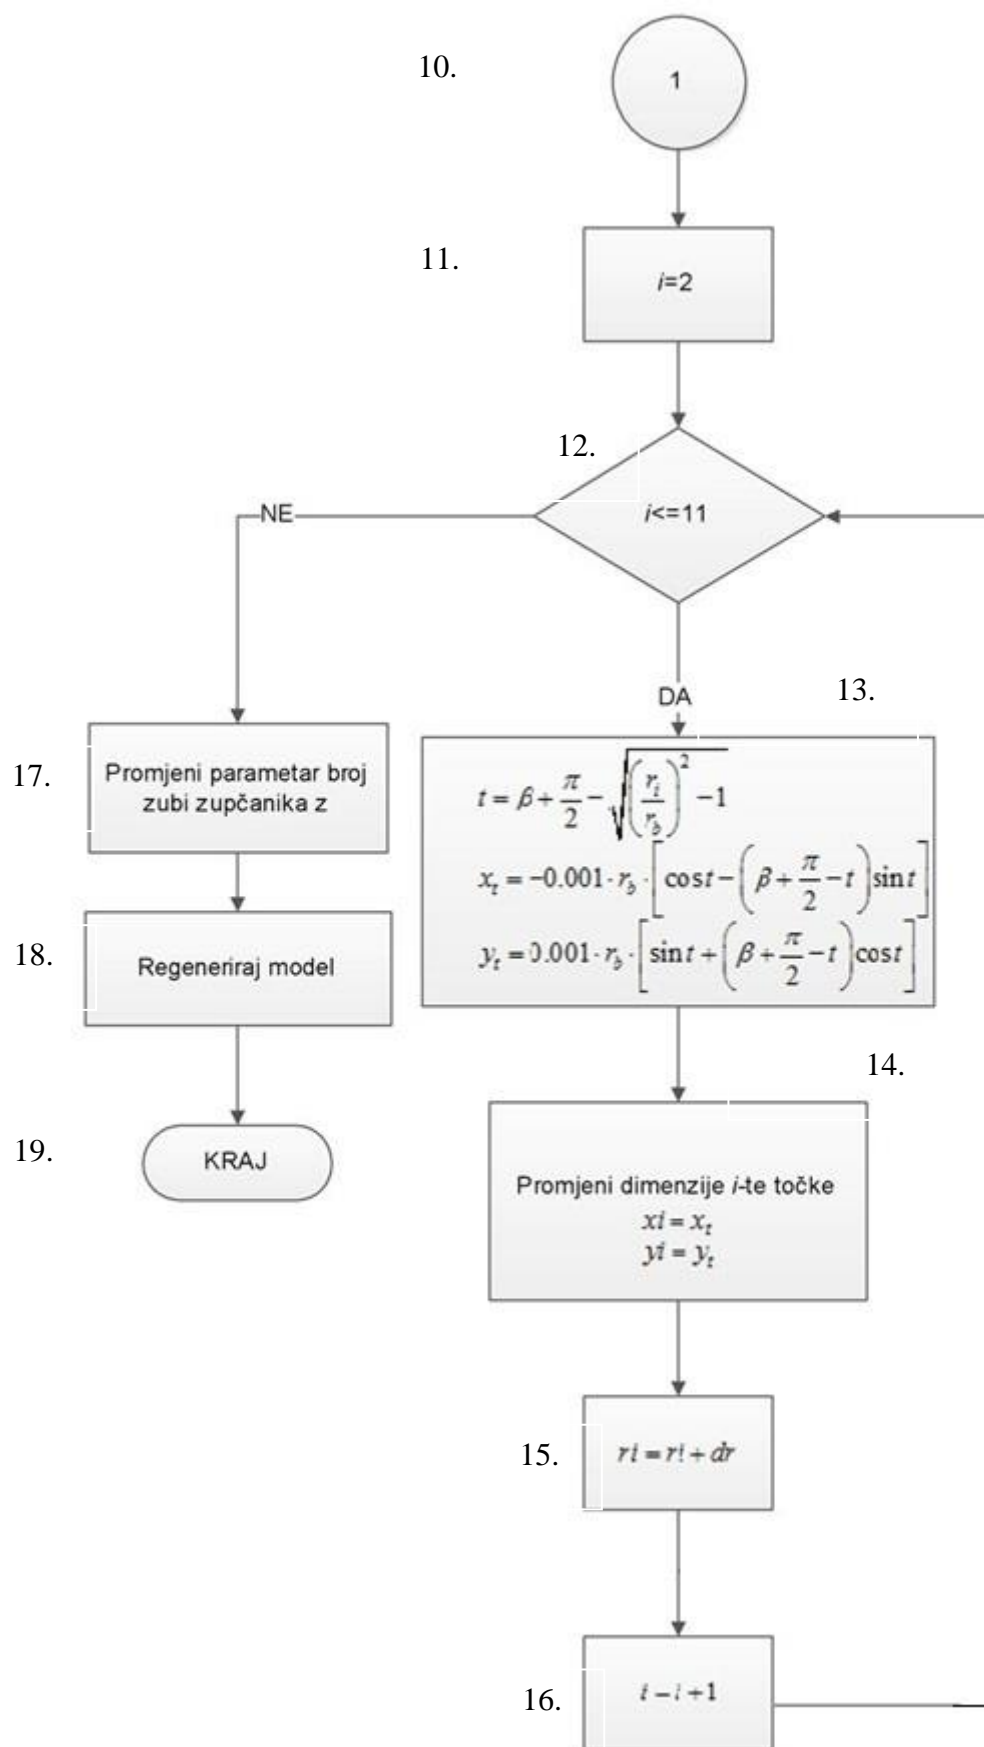 10.
1
11.
i=2
12.
i<=11
NE
DA
13.
t = β + π/2 − √((r_i/r_b)² − 1)
x_t = −0.001 · r_b · [cos t − (β + π/2 − t) sin t]
y_t = 0.001 · r_b · [sin t + (β + π/2 − t) cos t]
17.
Promjeni parametar broj
zubi zupčanika z
18.
Regeneriraj model
14.
Promjeni dimenzije i-te točke
xi = x_t
yi = y_t
19.
KRAJ
15.
ri = ri + dr
16.
i − i + 1